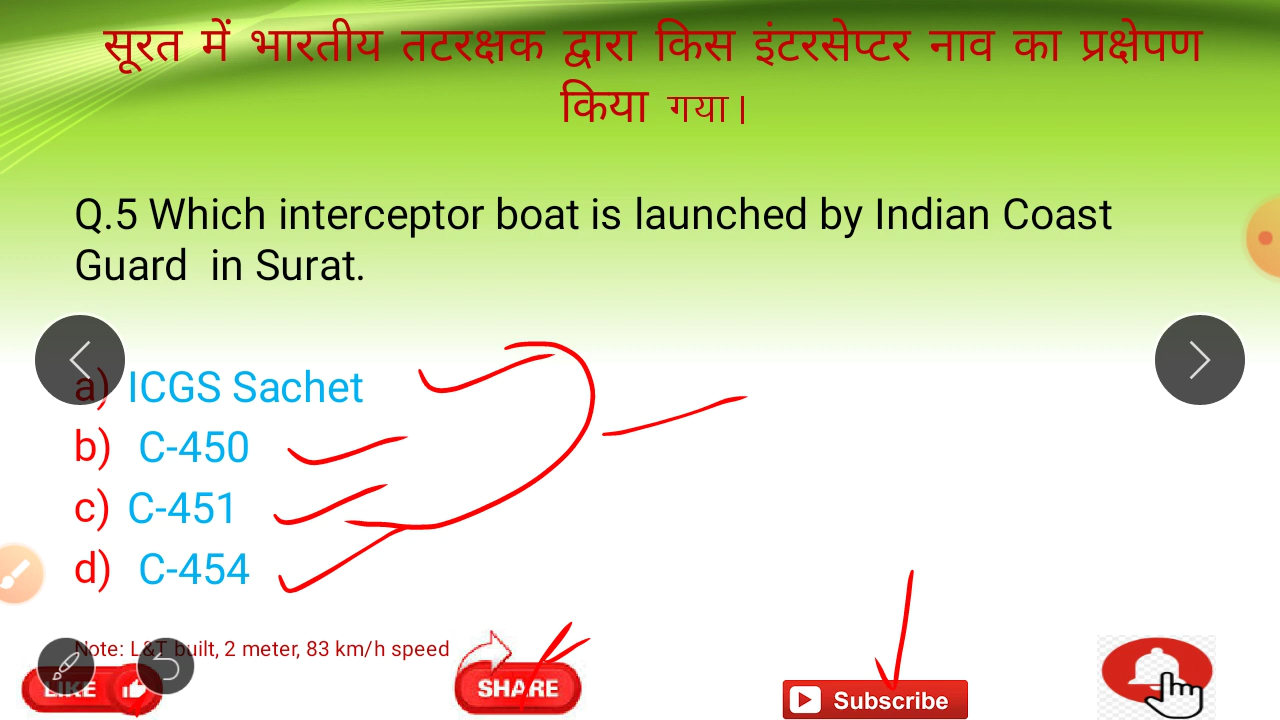 सूरत में भारतीय तटरक्षक द्वारा किस इंटरसेप्टर नाव का प्रक्षेपण
किया गया।
Q.5 Which interceptor boat is launched by Indian Coast
Guard in Surat.
a) ICGS Sachet
b) C-450
c) C-451
d) C-454
Note: L&T built, 2 meter, 83 km/h speed
LIKE
SHARE
Subscribe